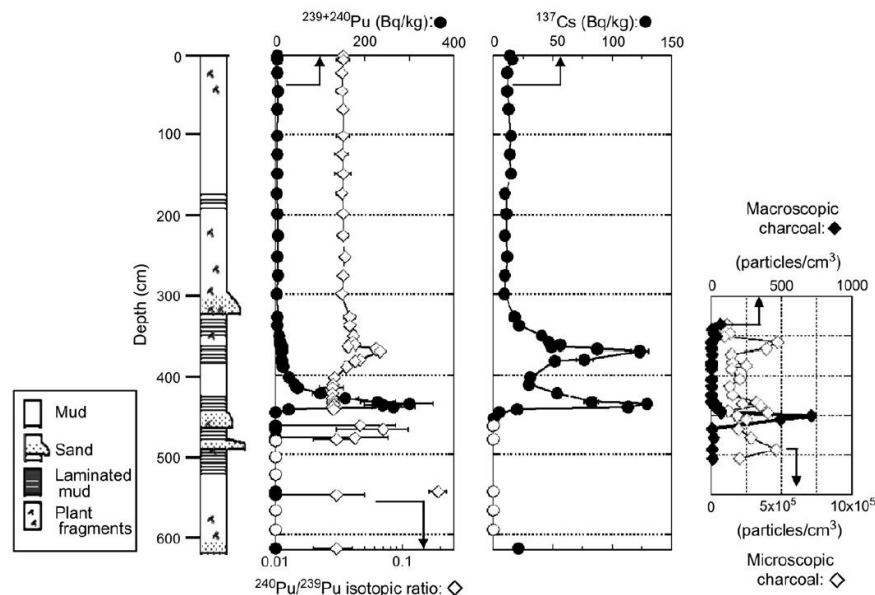 ²³⁹⁺²⁴⁰Pu (Bq/kg):
0 200 400
¹³⁷Cs (Bq/kg):
0 50 100 150
Depth (cm)
0
100
200
300
400
500
600
Mud
Sand
Laminated
mud
Plant
fragments
0.01 0.1
²⁴⁰Pu/²³⁹Pu isotopic ratio:
Macroscopic
charcoal:
(particles/cm³)
0 500 1000
0 5x10⁵ 10x10⁵
(particles/cm³)
Microscopic
charcoal: